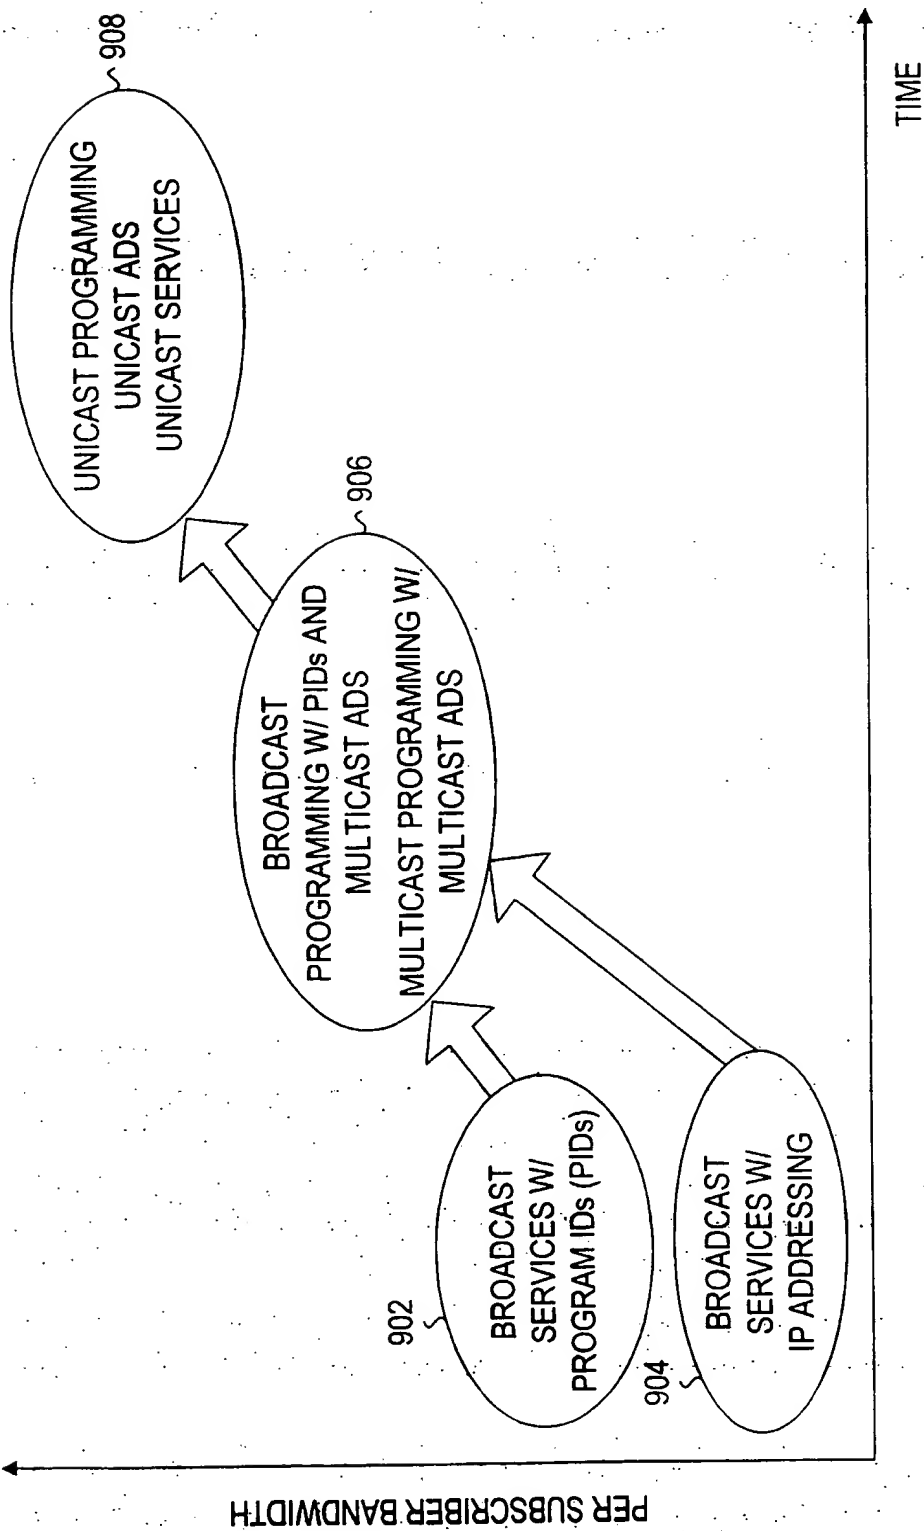 PER SUBSCRIBER BANDWIDTH
902
BROADCAST
SERVICES W/
PROGRAM IDs (PIDs)
904
BROADCAST
SERVICES W/
IP ADDRESSING
906
BROADCAST
PROGRAMMING W/ PIDs AND
MULTICAST ADS
MULTICAST PROGRAMMING W/
MULTICAST ADS
908
UNICAST PROGRAMMING
UNICAST ADS
UNICAST SERVICES
TIME